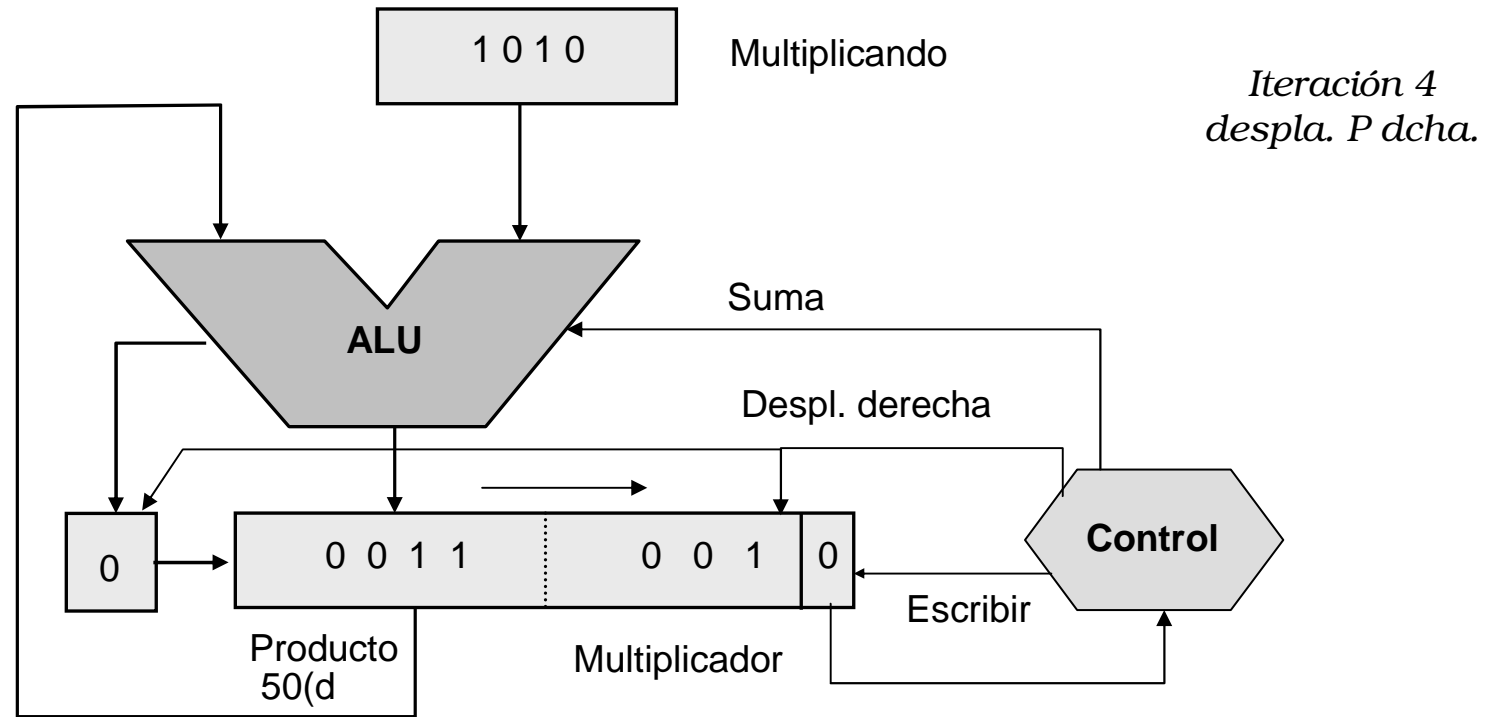 1 0 1 0
Multiplicando
Iteración 4
despla. P dcha.
Suma
ALU
Despl. derecha
Control
0
0 0 1 1
0 0 1
0
Escribir
Producto
50(d
Multiplicador